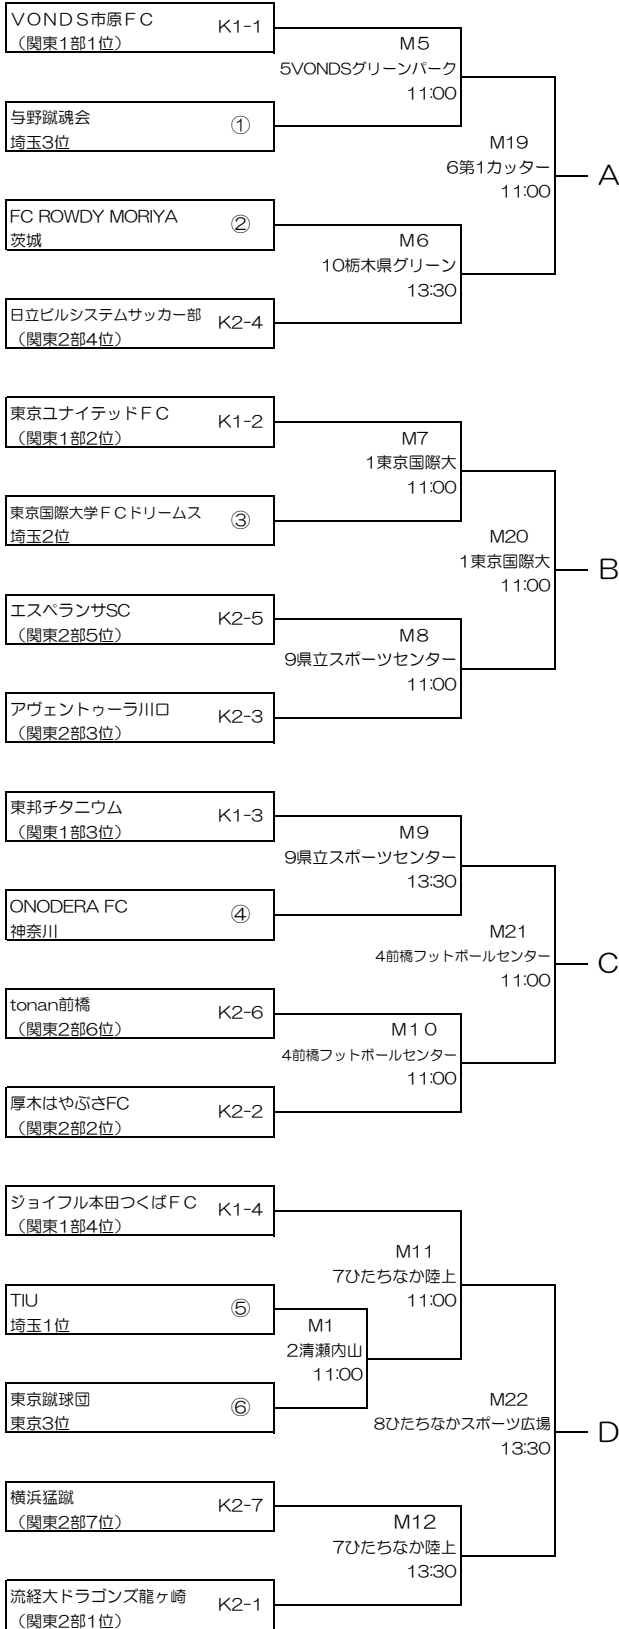 VONDS市原FC
（関東1部1位）
K1-1
M5
5VONDSグリーンパーク
11:00
与野蹴魂会
埼玉3位
①
M19
6第1カッター
11:00
A
FC ROWDY MORIYA
茨城
②
M6
10栃木県グリーン
13:30
日立ビルシステムサッカー部
（関東2部4位）
K2-4
東京ユナイテッドFC
（関東1部2位）
K1-2
M7
1東京国際大
11:00
東京国際大学FCドリームス
埼玉2位
③
M20
1東京国際大
11:00
B
エスペランサSC
（関東2部5位）
K2-5
M8
9県立スポーツセンター
11:00
アヴェントゥーラ川口
（関東2部3位）
K2-3
東邦チタニウム
（関東1部3位）
K1-3
M9
9県立スポーツセンター
13:30
ONODERA FC
神奈川
④
M21
4前橋フットボールセンター
11:00
C
tonan前橋
（関東2部6位）
K2-6
M10
4前橋フットボールセンター
11:00
厚木はやぶさFC
（関東2部2位）
K2-2
ジョイフル本田つくばFC
（関東1部4位）
K1-4
M11
7ひたちなか陸上
11:00
TIU
埼玉1位
⑤
M1
2清瀬内山
11:00
東京蹴球団
東京3位
⑥
M22
8ひたちなかスポーツ広場
13:30
D
横浜猛蹴
（関東2部7位）
K2-7
M12
7ひたちなか陸上
13:30
流経大ドラゴンズ龍ヶ崎
（関東2部1位）
K2-1